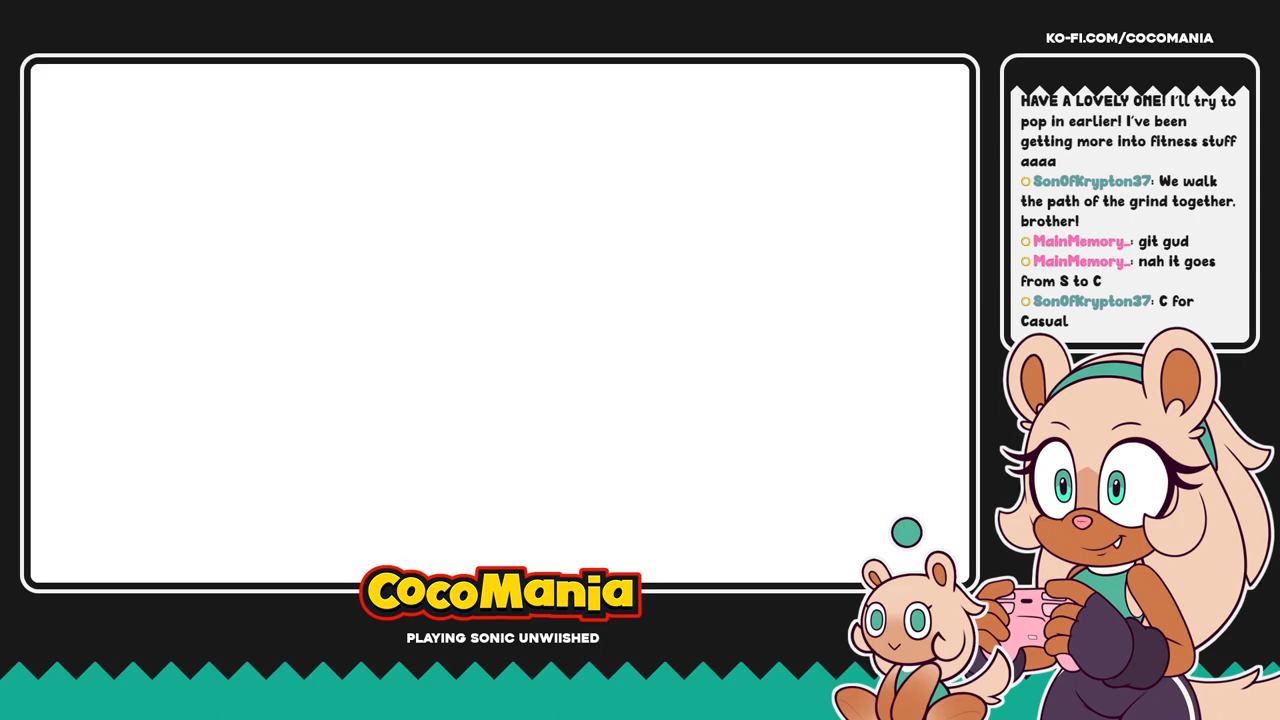 KO-FI.COM/COCOMANIA
HAVE A LOVELY ONE! I'll try to
pop in earlier! I've been
getting more into fitness stuff
aaaa
SonOfKrypton37: We walk
the path of the grind together,
brother!
MainMemory_: git gud
MainMemory_: nah it goes
from S to C
SonOfKrypton37: C for
Casual
CocoMania
PLAYING SONIC UNWIISHED